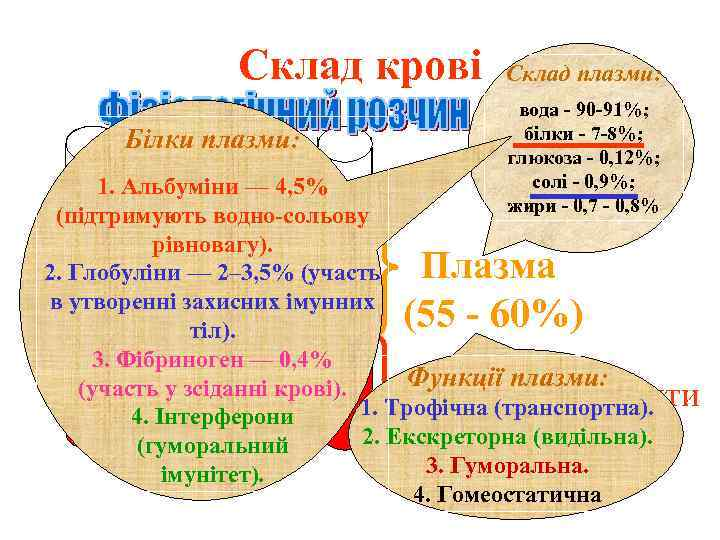 Склад крові
Фізіологічний розчин
Склад плазми:
вода - 90-91%;
білки - 7-8%;
глюкоза - 0,12%;
солі - 0,9%;
жири - 0,7 - 0,8%
Білки плазми:
1. Альбуміни — 4,5%
(підтримують водно-сольову
рівновагу).
2. Глобуліни — 2–3,5% (участь
в утворенні захисних імунних
тіл).
3. Фібриноген — 0,4%
(участь у зсіданні крові).
4. Інтерферони
(гуморальний
імунітет).
Плазма
(55 - 60%)
Функції плазми:
1. Трофічна (транспортна).
2. Екскреторна (видільна).
3. Гуморальна.
4. Гомеостатична